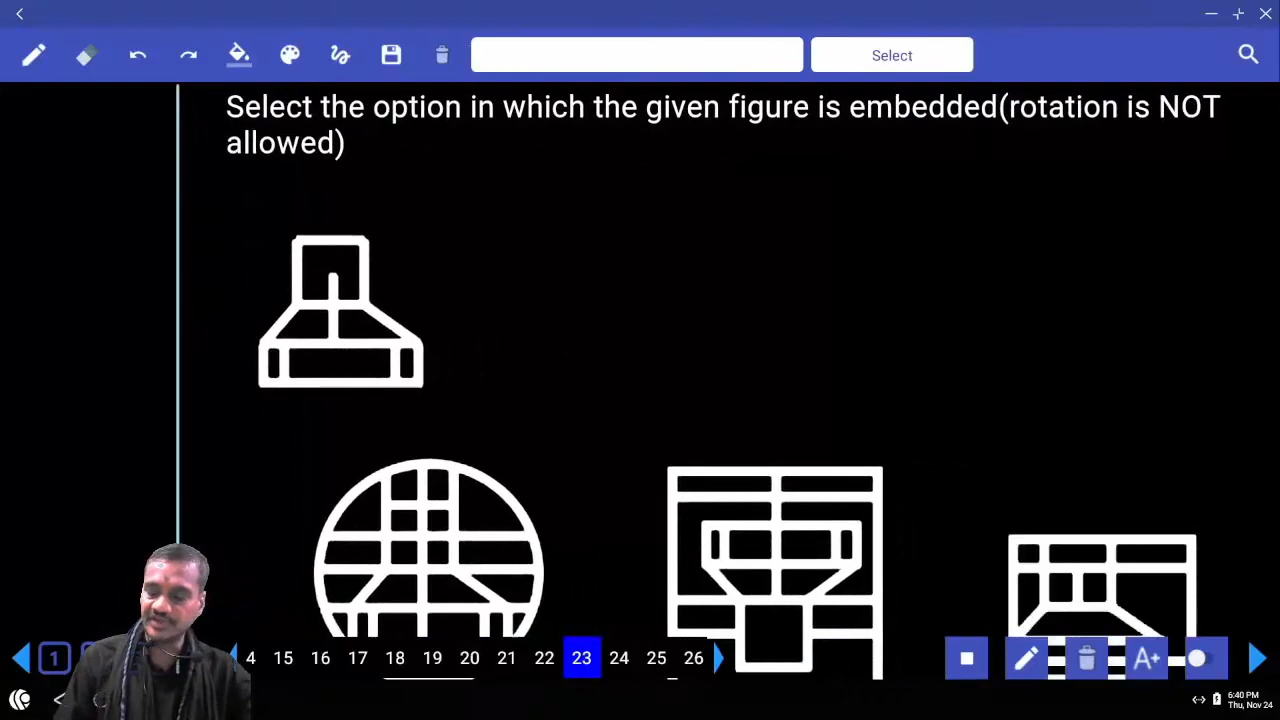 Select
Select the option in which the given figure is embedded(rotation is NOT
allowed)
1
4 15 16 17 18 19 20 21 22 23 24 25 26
A+
6:40 PM
Thu, Nov 24